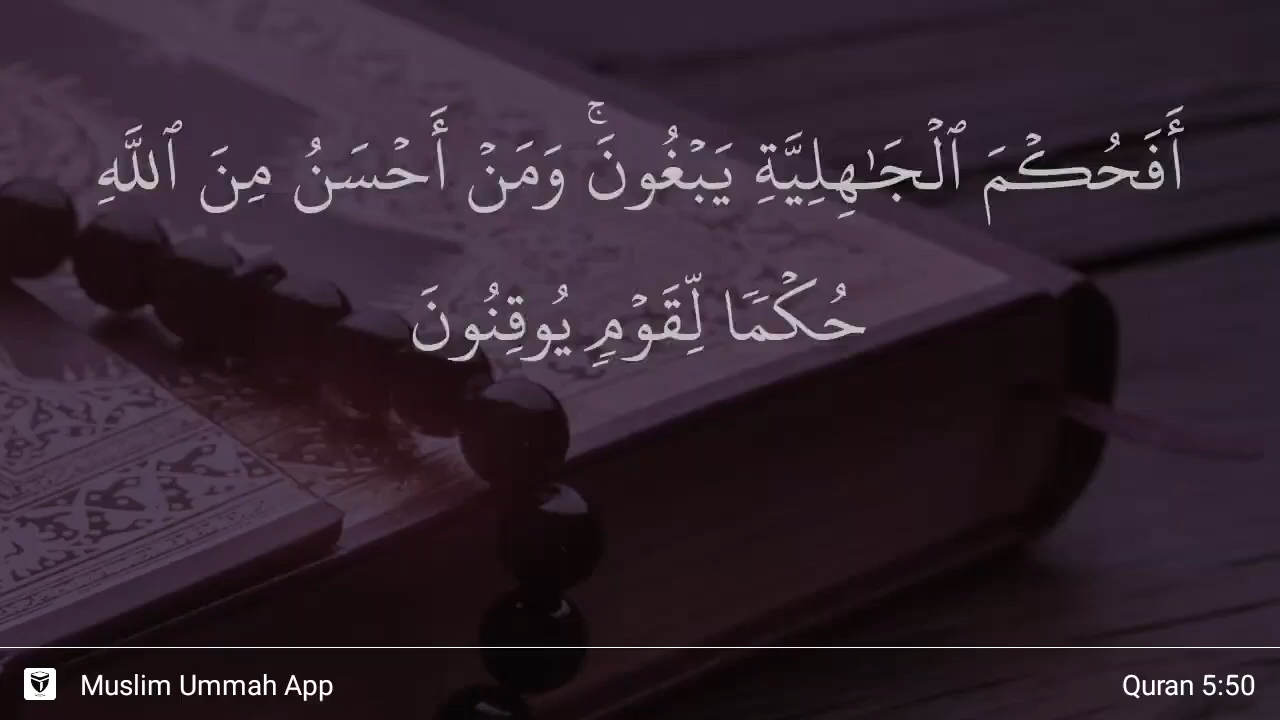 أَفَحُكْمَ ٱلْجَـٰهِلِيَّةِ يَبْغُونَ ۚ وَمَنْ أَحْسَنُ مِنَ ٱللَّهِ
حُكْمًا لِّقَوْمٍ يُوقِنُونَ
Muslim Ummah App
Quran 5:50